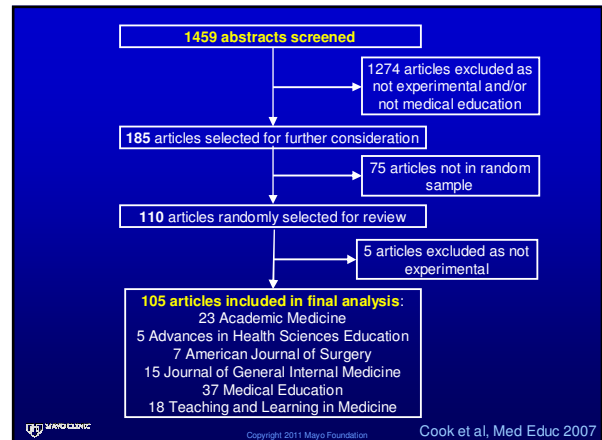 1459 abstracts screened
1274 articles excluded as
not experimental and/or
not medical education
185 articles selected for further consideration
75 articles not in random
sample
110 articles randomly selected for review
5 articles excluded as not
experimental
105 articles included in final analysis:
23 Academic Medicine
5 Advances in Health Sciences Education
7 American Journal of Surgery
15 Journal of General Internal Medicine
37 Medical Education
18 Teaching and Learning in Medicine
MAYO CLINIC
Copyright 2011 Mayo Foundation
Cook et al, Med Educ 2007